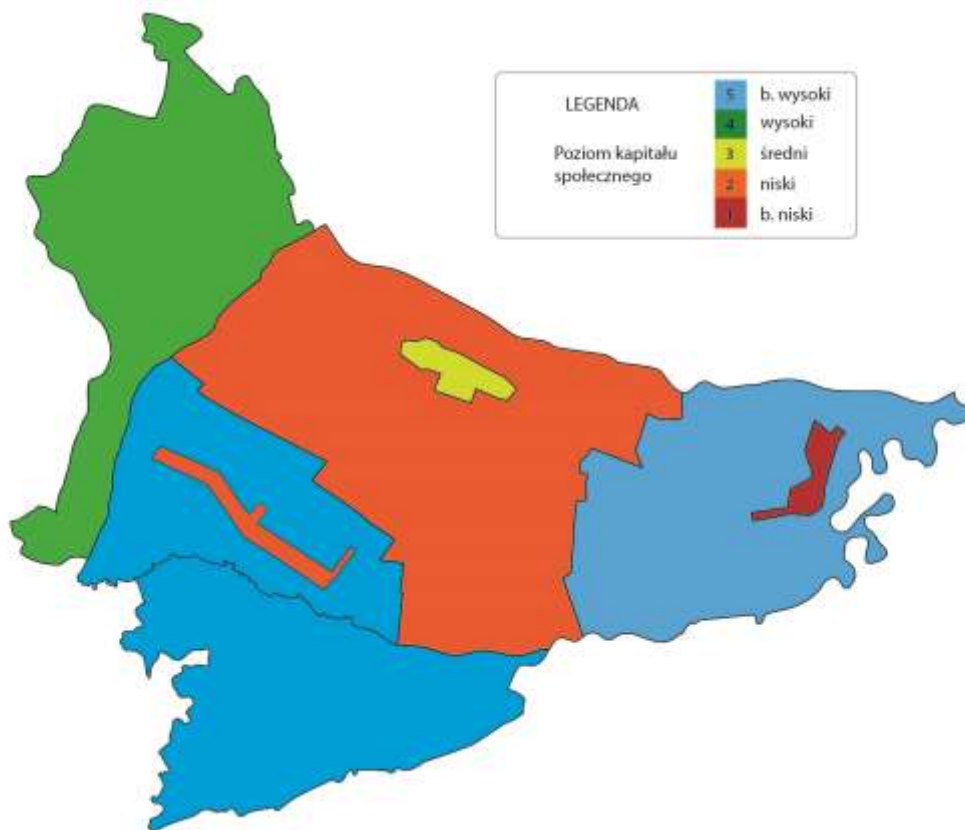 LEGENDA
Poziom kapitału
społecznego
5 b. wysoki
4 wysoki
3 średni
2 niski
1 b. niski